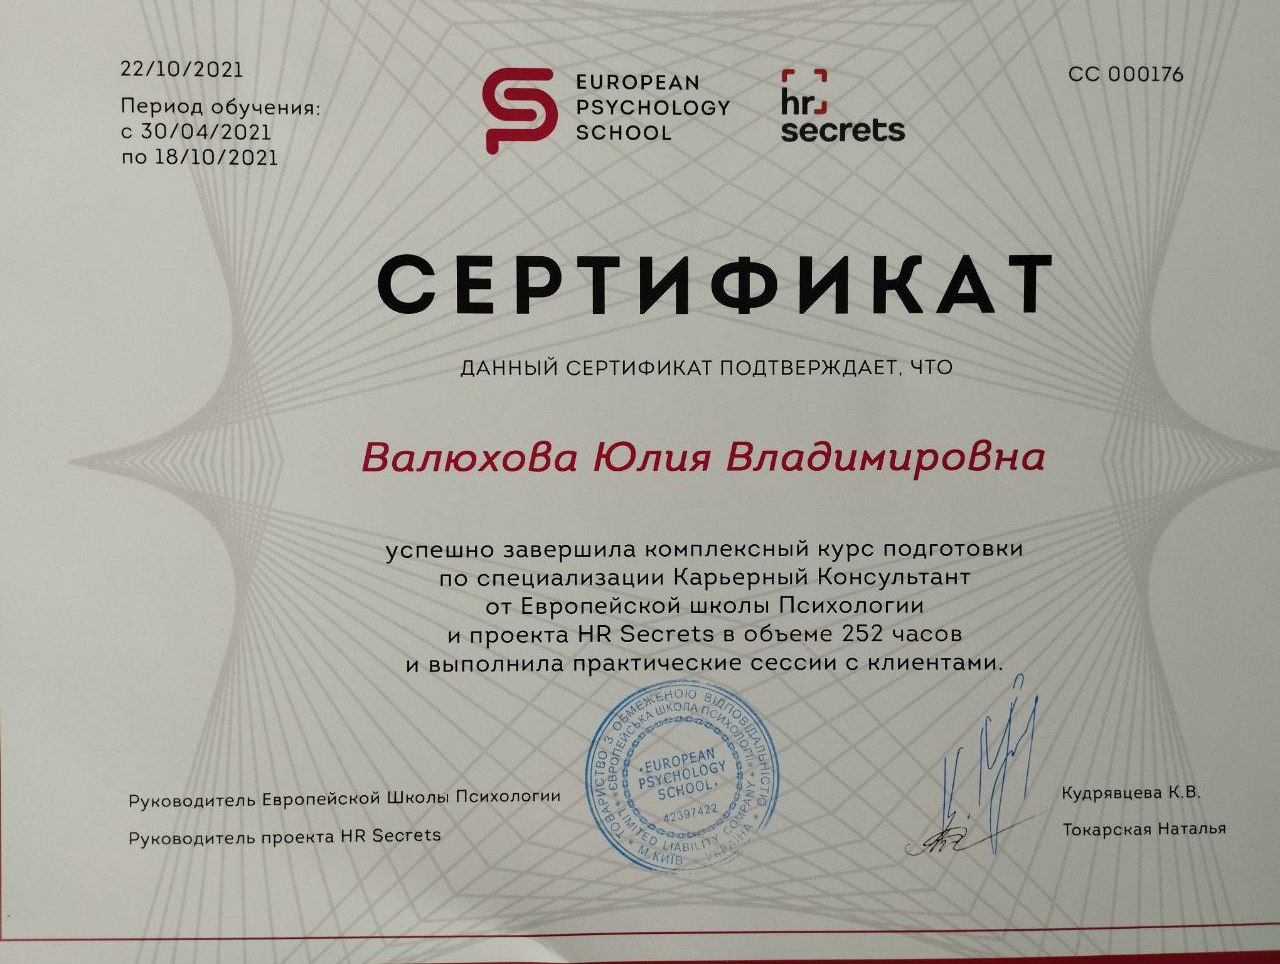 22/10/2021
Период обучения:
с 30/04/2021
по 18/10/2021
EUROPEAN
PSYCHOLOGY
SCHOOL
hr
secrets
СС 000176
СЕРТИФИКАТ
ДАННЫЙ СЕРТИФИКАТ ПОДТВЕРЖДАЕТ, ЧТО
Валюхова Юлия Владимировна
успешно завершила комплексный курс подготовки
по специализации Карьерный Консультант
от Европейской школы Психологии
и проекта HR Secrets в объеме 252 часов
и выполнила практические сессии с клиентами.
ТОВАРИСТВО З ОБМЕЖЕНОЮ ВІДПОВІДАЛЬНІСТЮ
«ЄВРОПЕЙСЬКА ШКОЛА ПСИХОЛОГІЇ»
EUROPEAN
PSYCHOLOGY
SCHOOL
42397422
LIMITED LIABILITY COMPANY
М.КИЇВ УКРАЇНА
Руководитель Европейской Школы Психологии
Кудрявцева К.В.
Руководитель проекта HR Secrets
Токарская Наталья